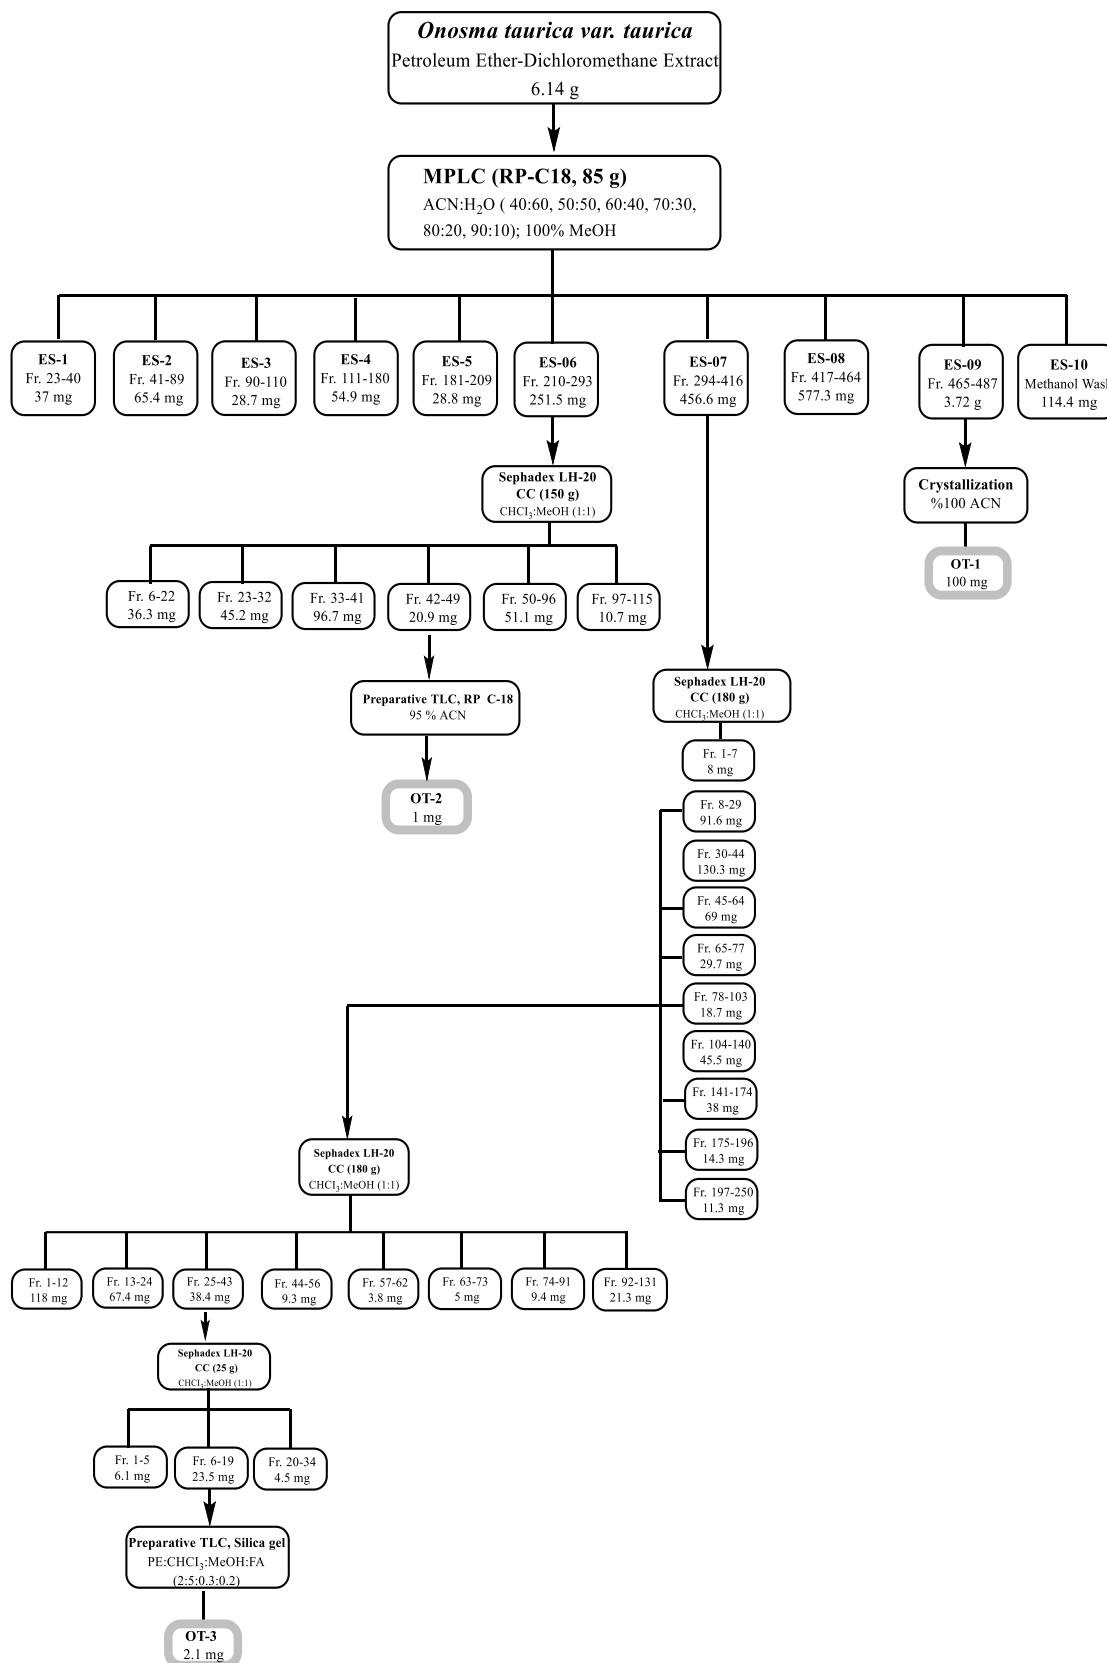 Onosma taurica var. taurica
Petroleum Ether-Dichloromethane Extract
6.14 g
MPLC (RP-C18, 85 g)
ACN:H2O ( 40:60, 50:50, 60:40, 70:30,
80:20, 90:10); 100% MeOH
ES-1
Fr. 23-40
37 mg
ES-2
Fr. 41-89
65.4 mg
ES-3
Fr. 90-110
28.7 mg
ES-4
Fr. 111-180
54.9 mg
ES-5
Fr. 181-209
28.8 mg
ES-06
Fr. 210-293
251.5 mg
ES-07
Fr. 294-416
456.6 mg
ES-08
Fr. 417-464
577.3 mg
ES-09
Fr. 465-487
3.72 g
ES-10
Methanol Wash
114.4 mg
Sephadex LH-20
CC (150 g)
CHCI3:MeOH (1:1)
Crystallization
%100 ACN
OT-1
100 mg
Fr. 6-22
36.3 mg
Fr. 23-32
45.2 mg
Fr. 33-41
96.7 mg
Fr. 42-49
20.9 mg
Fr. 50-96
51.1 mg
Fr. 97-115
10.7 mg
Preparative TLC, RP C-18
95 % ACN
OT-2
1 mg
Sephadex LH-20
CC (180 g)
CHCI3:MeOH (1:1)
Fr. 1-7
8 mg
Fr. 8-29
91.6 mg
Fr. 30-44
130.3 mg
Fr. 45-64
69 mg
Fr. 65-77
29.7 mg
Fr. 78-103
18.7 mg
Fr. 104-140
45.5 mg
Fr. 141-174
38 mg
Fr. 175-196
14.3 mg
Fr. 197-250
11.3 mg
Sephadex LH-20
CC (180 g)
CHCI3:MeOH (1:1)
Fr. 1-12
118 mg
Fr. 13-24
67.4 mg
Fr. 25-43
38.4 mg
Fr. 44-56
9.3 mg
Fr. 57-62
3.8 mg
Fr. 63-73
5 mg
Fr. 74-91
9.4 mg
Fr. 92-131
21.3 mg
Sephadex LH-20
CC (25 g)
CHCI3:MeOH (1:1)
Fr. 1-5
6.1 mg
Fr. 6-19
23.5 mg
Fr. 20-34
4.5 mg
Preparative TLC, Silica gel
PE:CHCI3:MeOH:FA
(2:5:0.3:0.2)
OT-3
2.1 mg